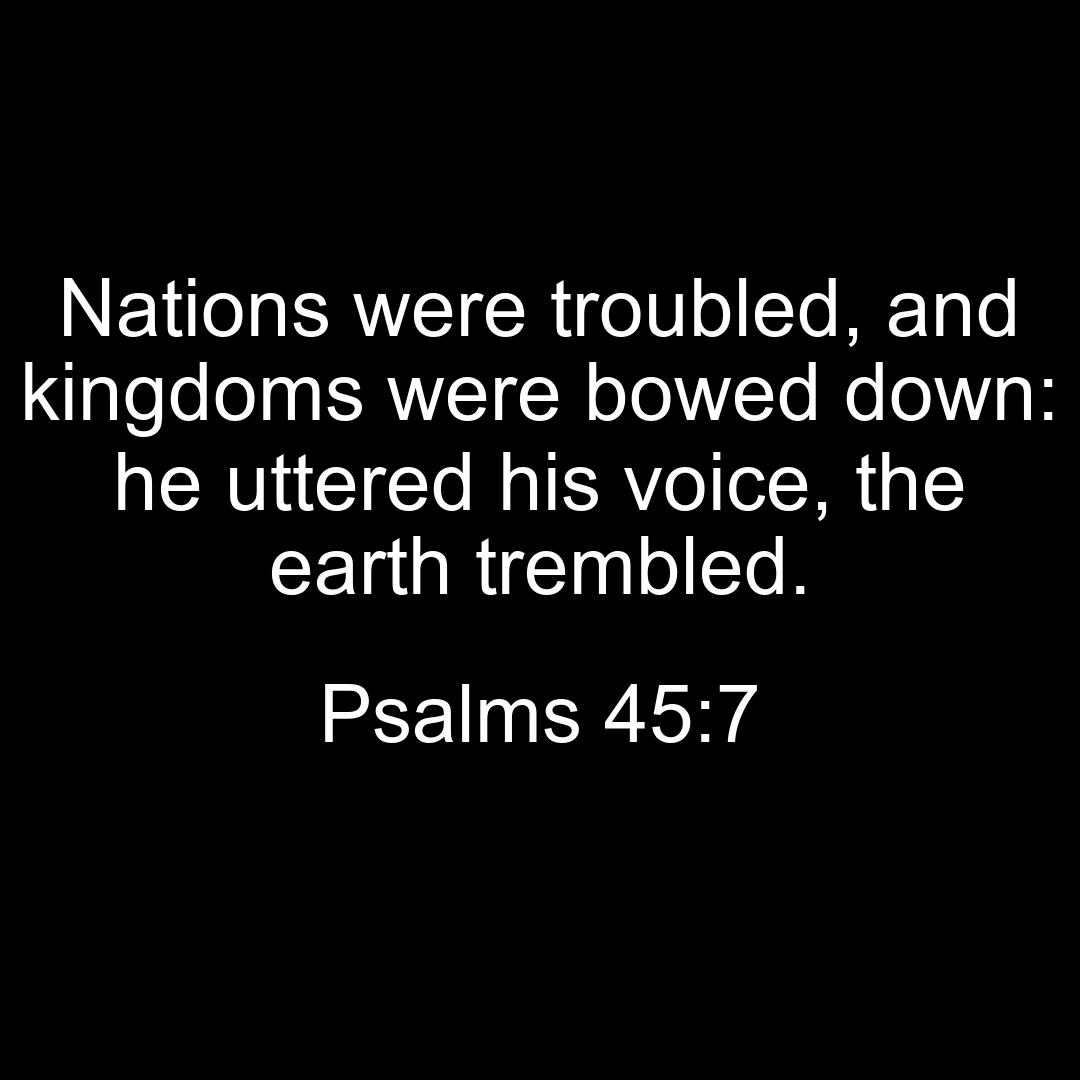 Nations were troubled, and
kingdoms were bowed down:
he uttered his voice, the
earth trembled.
Psalms 45:7